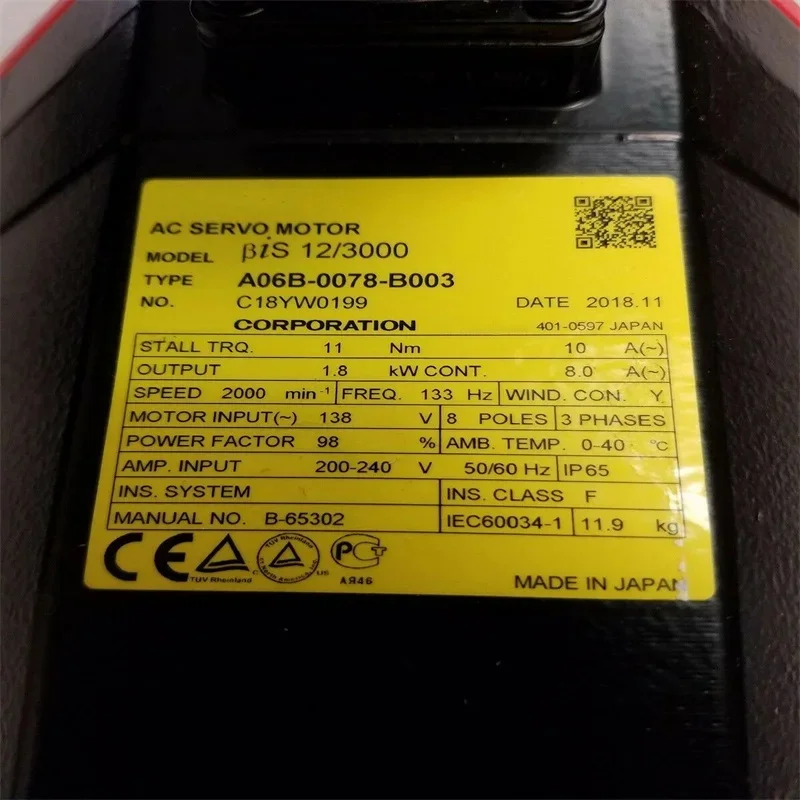 AC SERVO MOTOR
MODEL βiS 12/3000
TYPE A06B-0078-B003
NO. C18YW0199 DATE 2018.11
CORPORATION 401-0597 JAPAN
STALL TRQ. 11 Nm 10 A(~)
OUTPUT 1.8 kW CONT. 8.0 A(~)
SPEED 2000 min⁻¹ FREQ. 133 Hz WIND. CON. Y
MOTOR INPUT(~) 138 V 8 POLES 3 PHASES
POWER FACTOR 98 % AMB. TEMP. 0-40 °C
AMP. INPUT 200-240 V 50/60 Hz IP65
INS. SYSTEM INS. CLASS F
MANUAL NO. B-65302 IEC60034-1 11.9 kg
CE TUV Rheinland US PCT
АЯ46
MADE IN JAPAN